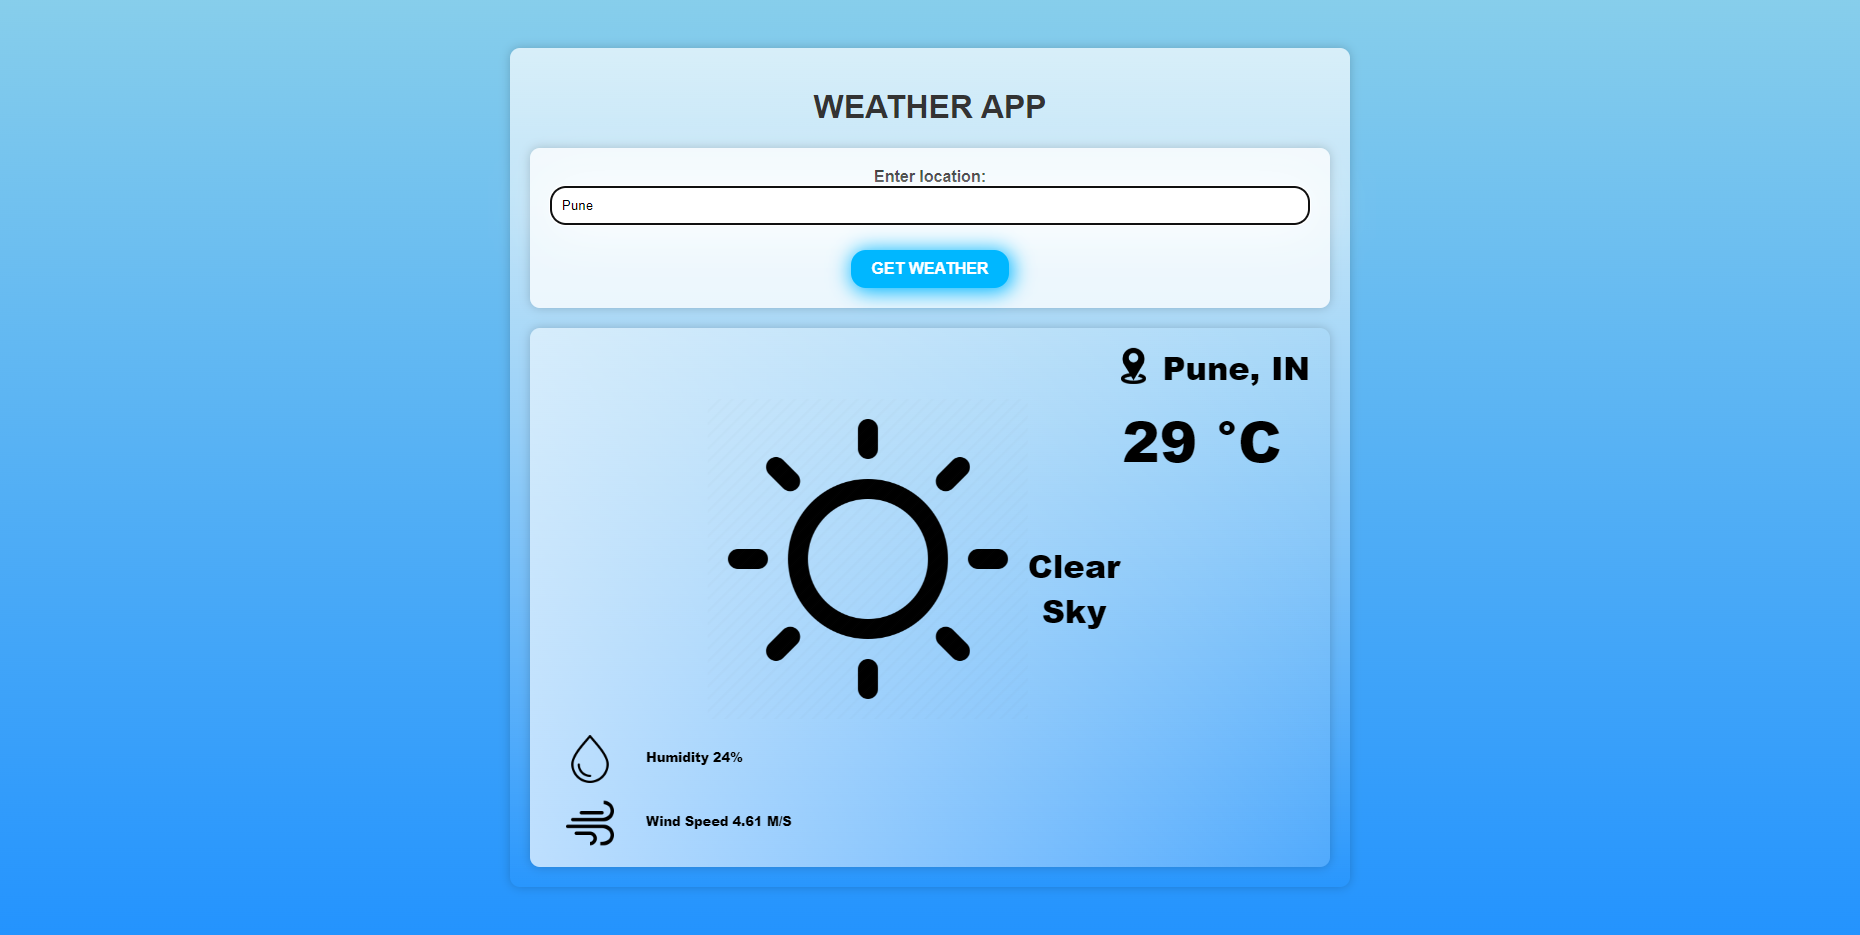 WEATHER APP
Enter location:
Pune
GET WEATHER
Pune, IN
29 °C
Clear
Sky
Humidity 24%
Wind Speed 4.61 M/S